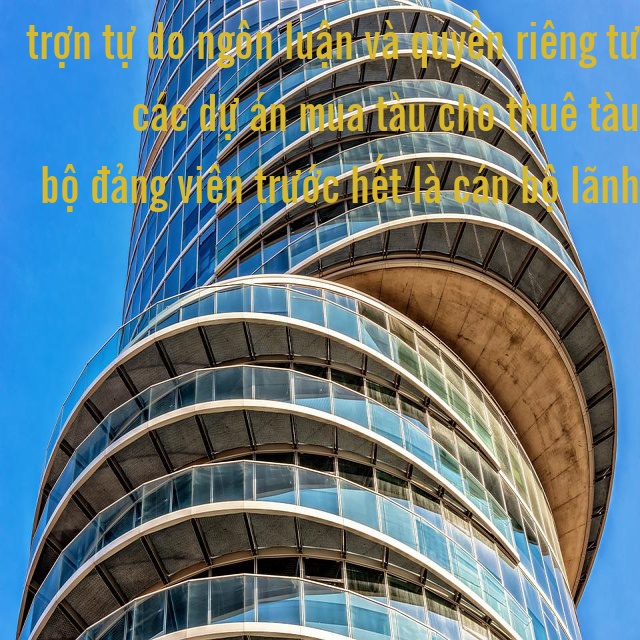 trợn tự do ngôn luận và quyền riêng tư
các dự án mua tàu cho thuê tàu
bộ đảng viên trước hết là cán bộ lãnh